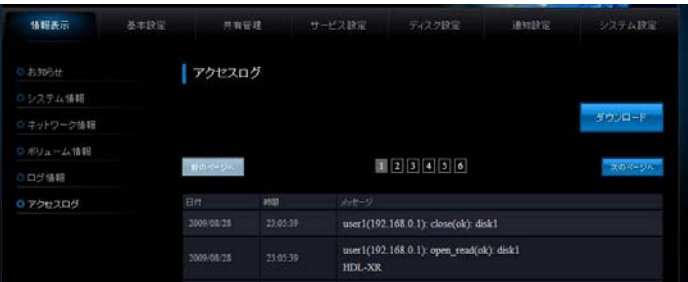 情報表示 基本設定 共有管理 サービス設定 ディスク設定 通知設定 システム設定
お知らせ
システム情報
ネットワーク情報
ボリューム情報
ログ情報
アクセスログ
アクセスログ
ダウンロード
前のページへ 1 2 3 4 5 6 次のページへ
日付 時間 メッセージ
2009/08/28 23:05:39 user1(192.168.0.1): close(ok): disk1
2009/08/28 23:05:39 user1(192.168.0.1): open_read(ok): disk1
HDL-XR